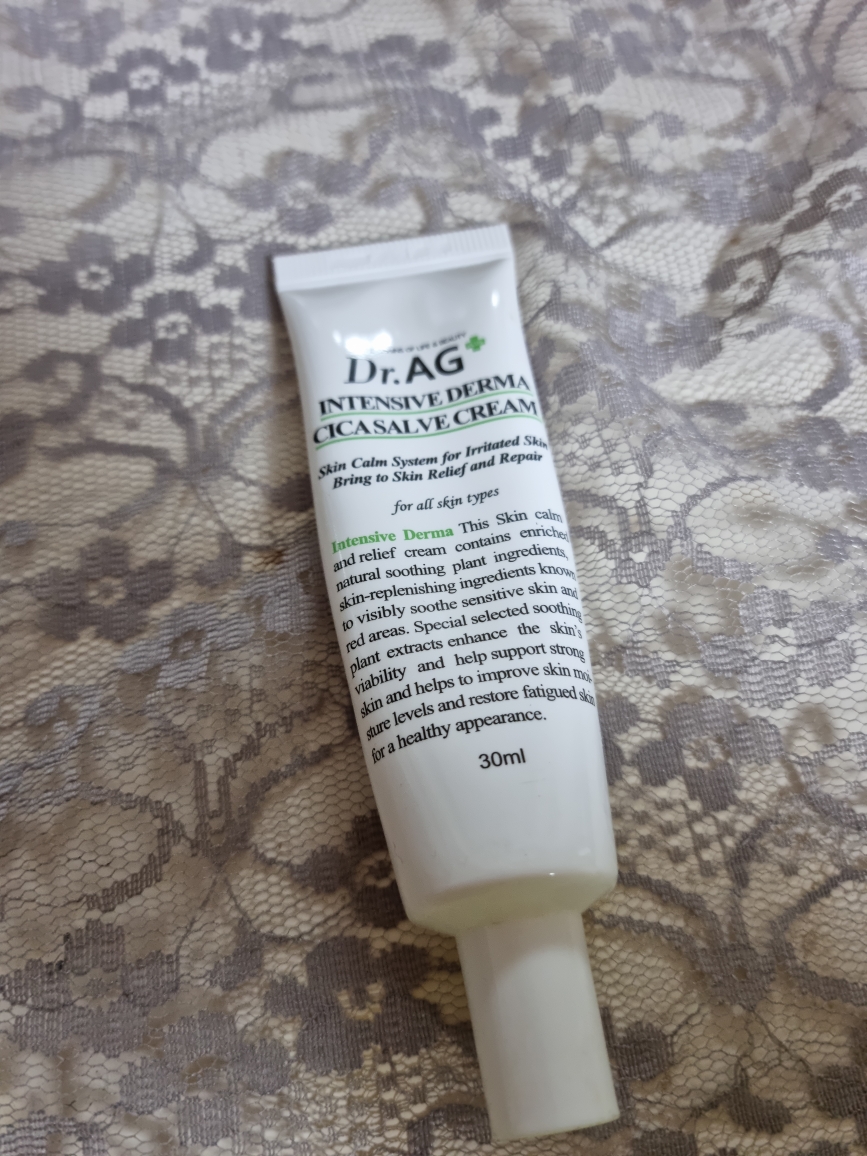 OF LIFE & BEAUTY
Dr.AG
INTENSIVE DERMA
CICA SALVE CREAM
Skin Calm System for Irritated Skin
Bring to Skin Relief and Repair
for all skin types
Intensive Derma This Skin calm
and relief cream contains enriched
natural soothing plant ingredients,
skin-replenishing ingredients known
to visibly soothe sensitive skin and
red areas. Special selected soothing
plant extracts enhance the skin's
viability and help support strong
skin and helps to improve skin moi-
sture levels and restore fatigued skin
for a healthy appearance.
30ml